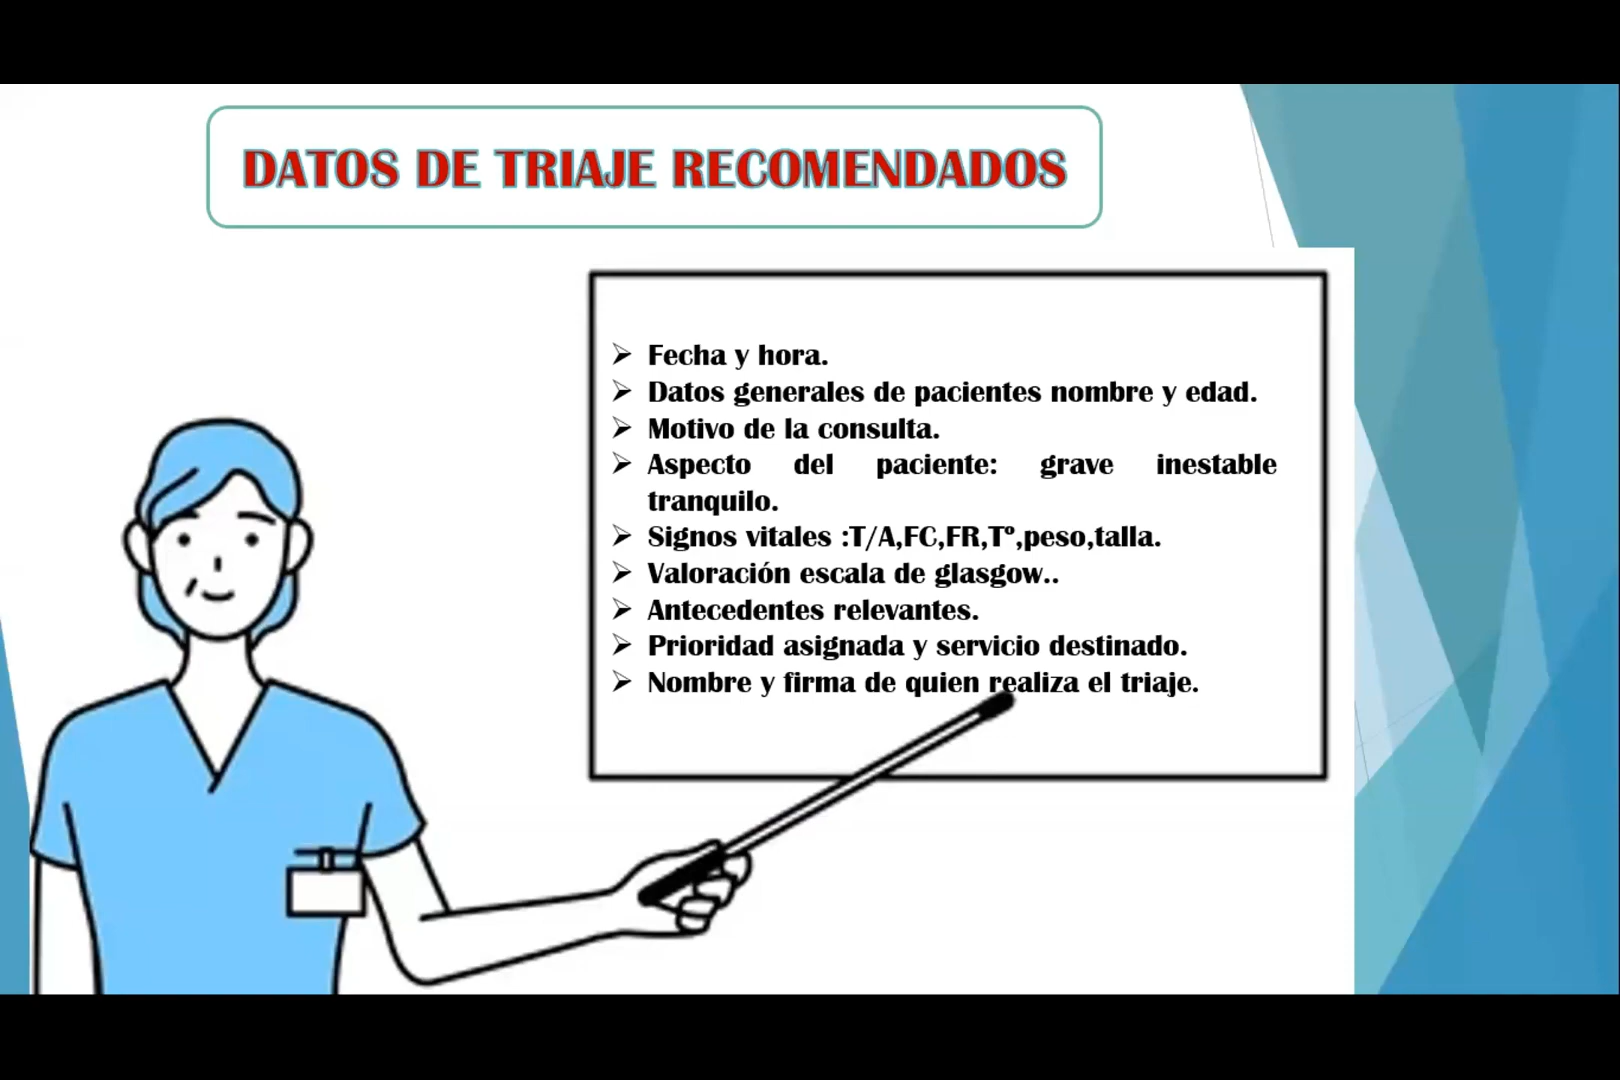 DATOS DE TRIAJE RECOMENDADOS
➢ Fecha y hora.
➢ Datos generales de pacientes nombre y edad.
➢ Motivo de la consulta.
➢ Aspecto del paciente: grave inestable
tranquilo.
➢ Signos vitales :T/A,FC,FR,Tº,peso,talla.
➢ Valoración escala de glasgow..
➢ Antecedentes relevantes.
➢ Prioridad asignada y servicio destinado.
➢ Nombre y firma de quien realiza el triaje.